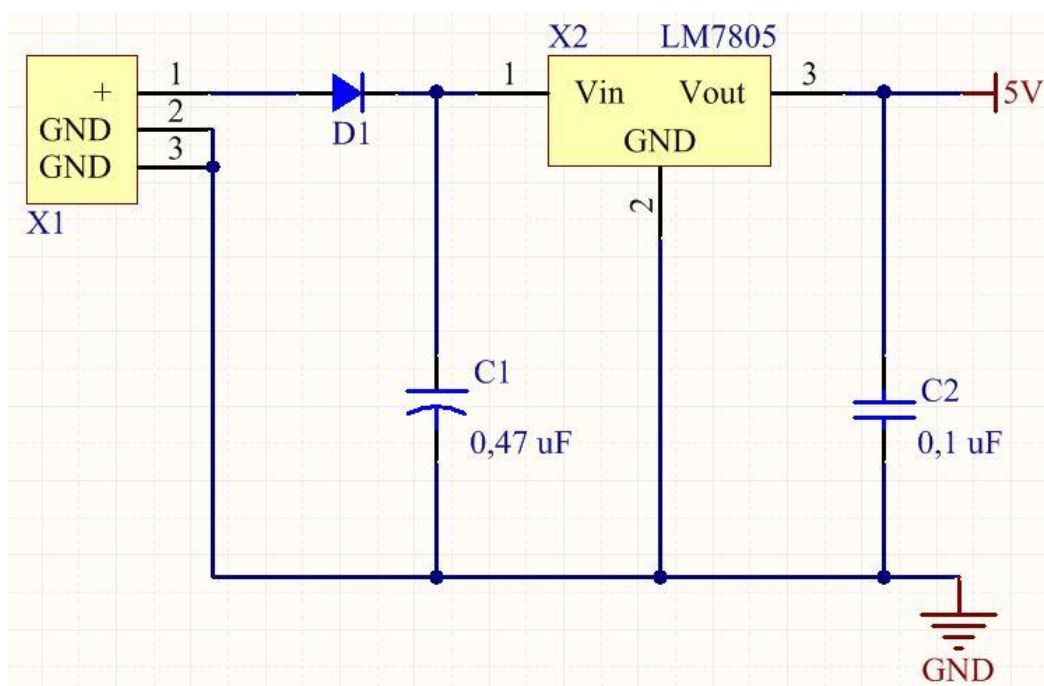 X2 LM7805
+ 1
GND 2
GND 3
X1
D1
1 Vin Vout 3
GND
2
5V
C1
0,47 uF
C2
0,1 uF
GND